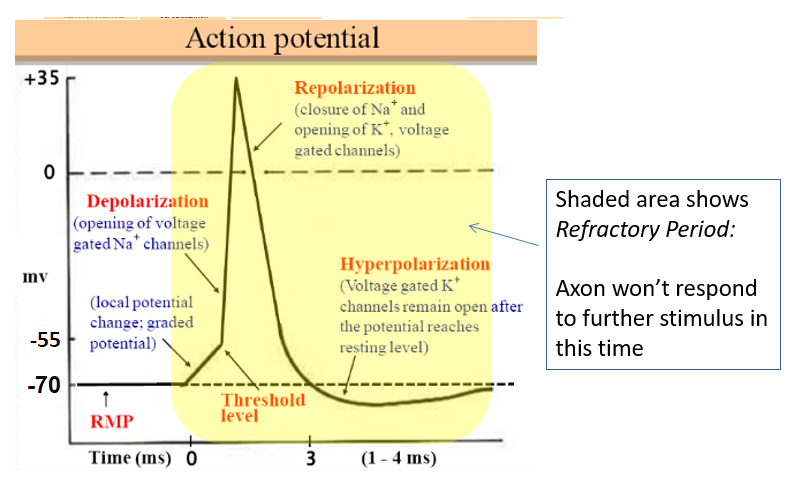 Action potential
+35
Repolarization
(closure of Na+ and
opening of K+, voltage
gated channels)
0
Depolarization
(opening of voltage
gated Na+ channels)
mv
Hyperpolarization
(Voltage gated K+
channels remain open after
the potential reaches
resting level)
(local potential
change; graded
potential)
-55
-70
Threshold
level
RMP
Time (ms) 0 3 (1 - 4 ms)
Shaded area shows
Refractory Period:
Axon won’t respond
to further stimulus in
this time